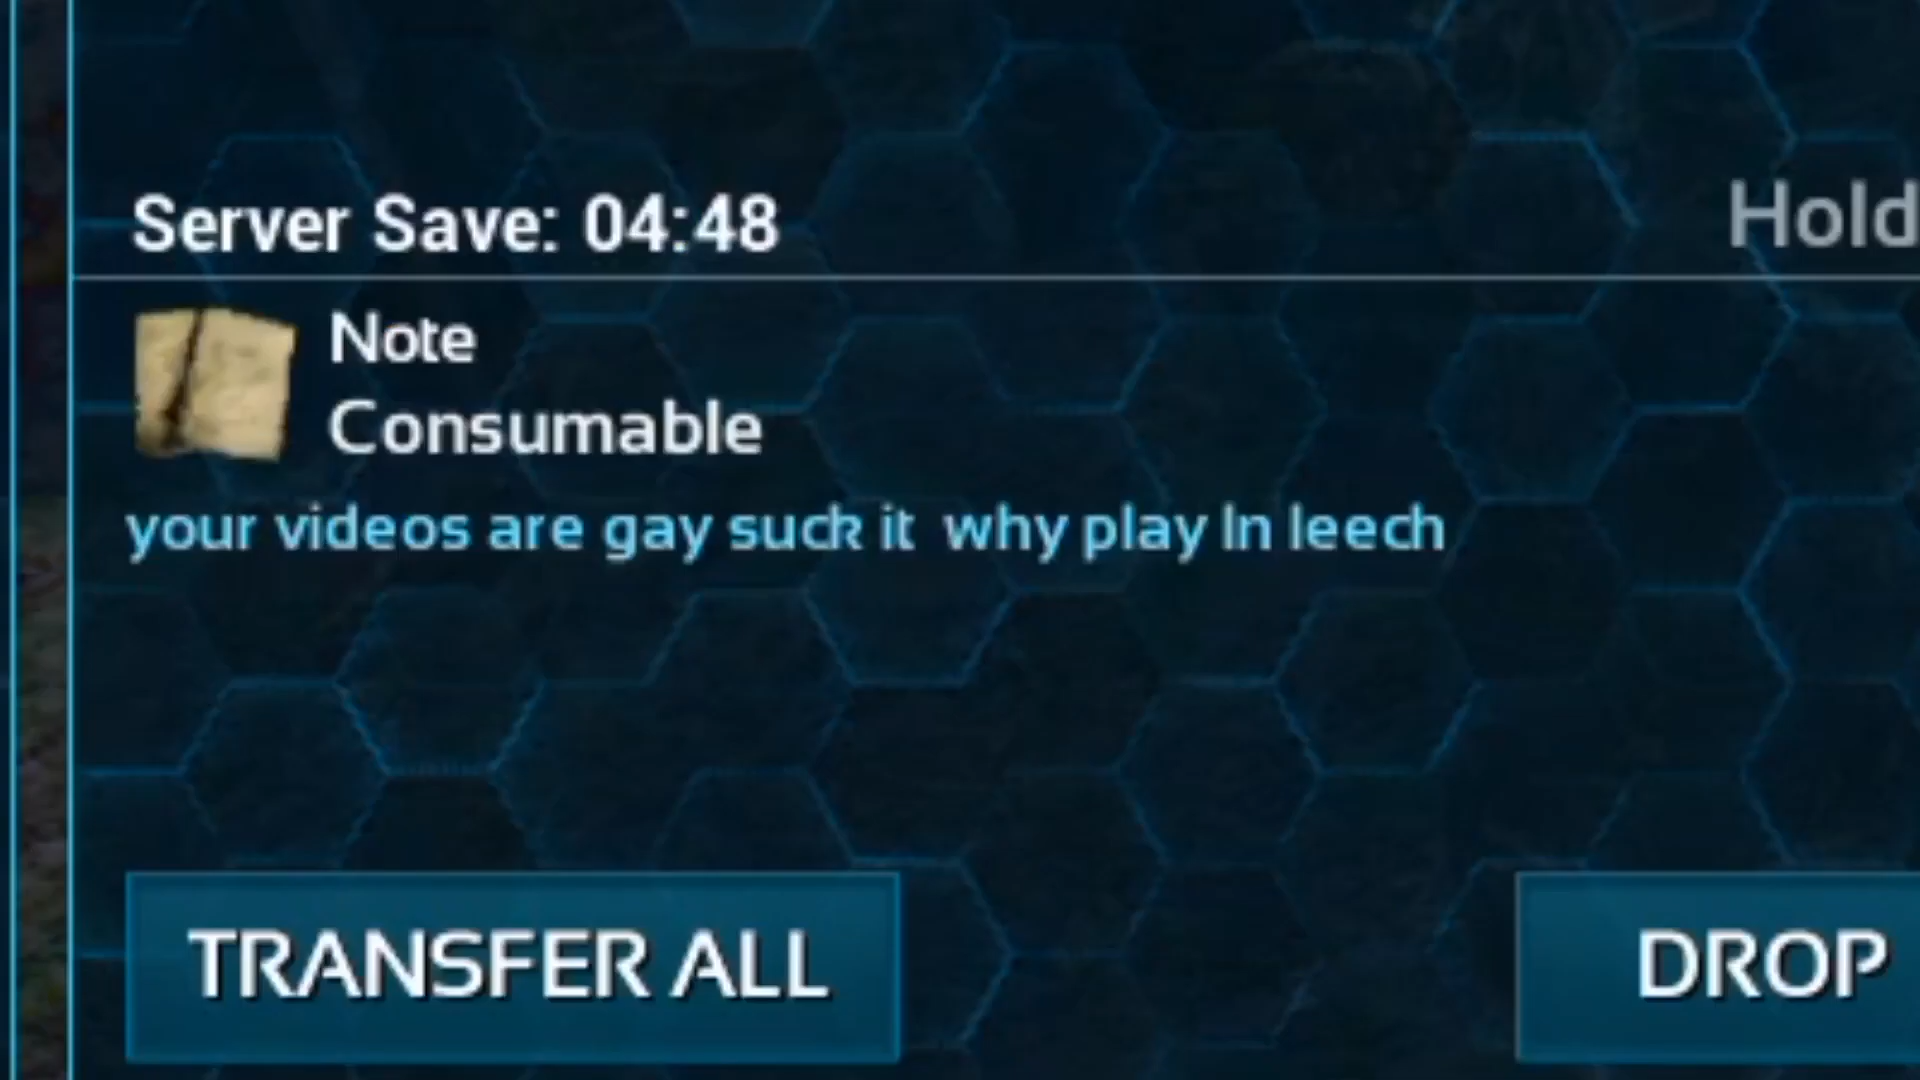 Server Save: 04:48
Hold
Note
Consumable
your videos are gay suck it  why play In leech
TRANSFER ALL
DROP